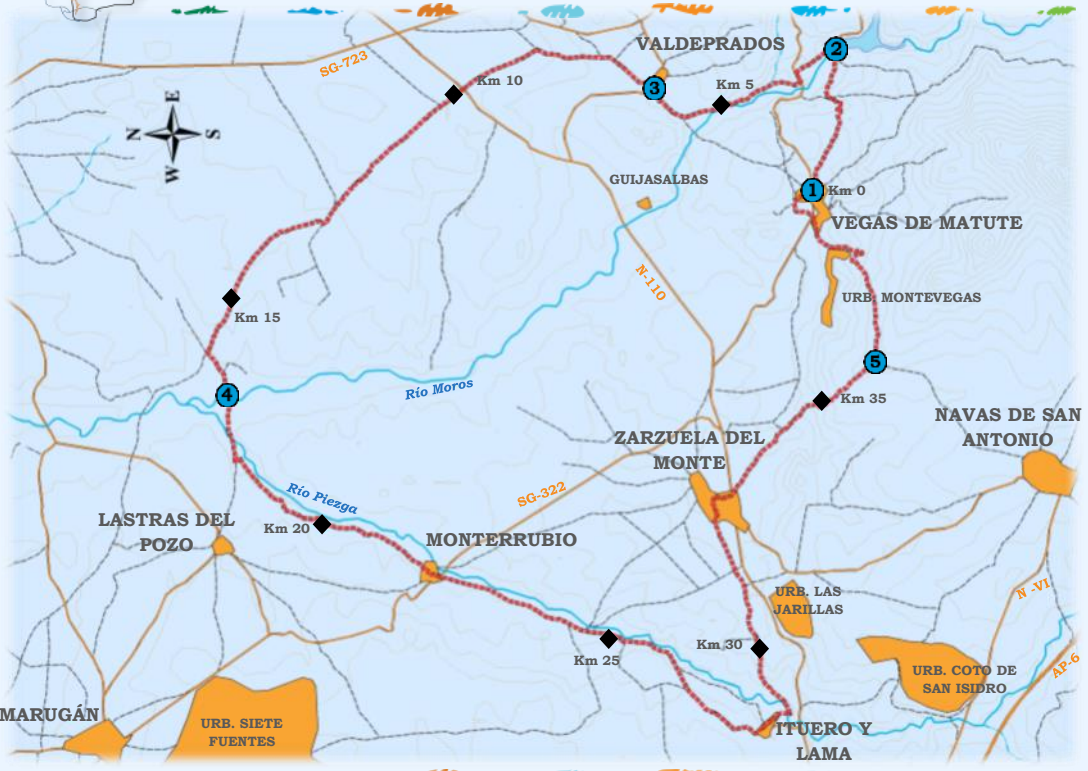 2
VALDEPRADOS
SG-723
Km 10
3
Km 5
E
N
S
W
GUIJASALBAS
1
Km 0
VEGAS DE MATUTE
N-110
URB. MONTEVEGAS
Km 15
5
4
Río Moros
Km 35
NAVAS DE SAN
ANTONIO
ZARZUELA DEL
MONTE
SG-322
Río Piezga
LASTRAS DEL
POZO
Km 20
MONTERRUBIO
URB. LAS
JARILLAS
N -VI
Km 30
Km 25
AP-6
URB. COTO DE
SAN ISIDRO
MARUGÁN
URB. SIETE
FUENTES
ITUERO Y
LAMA